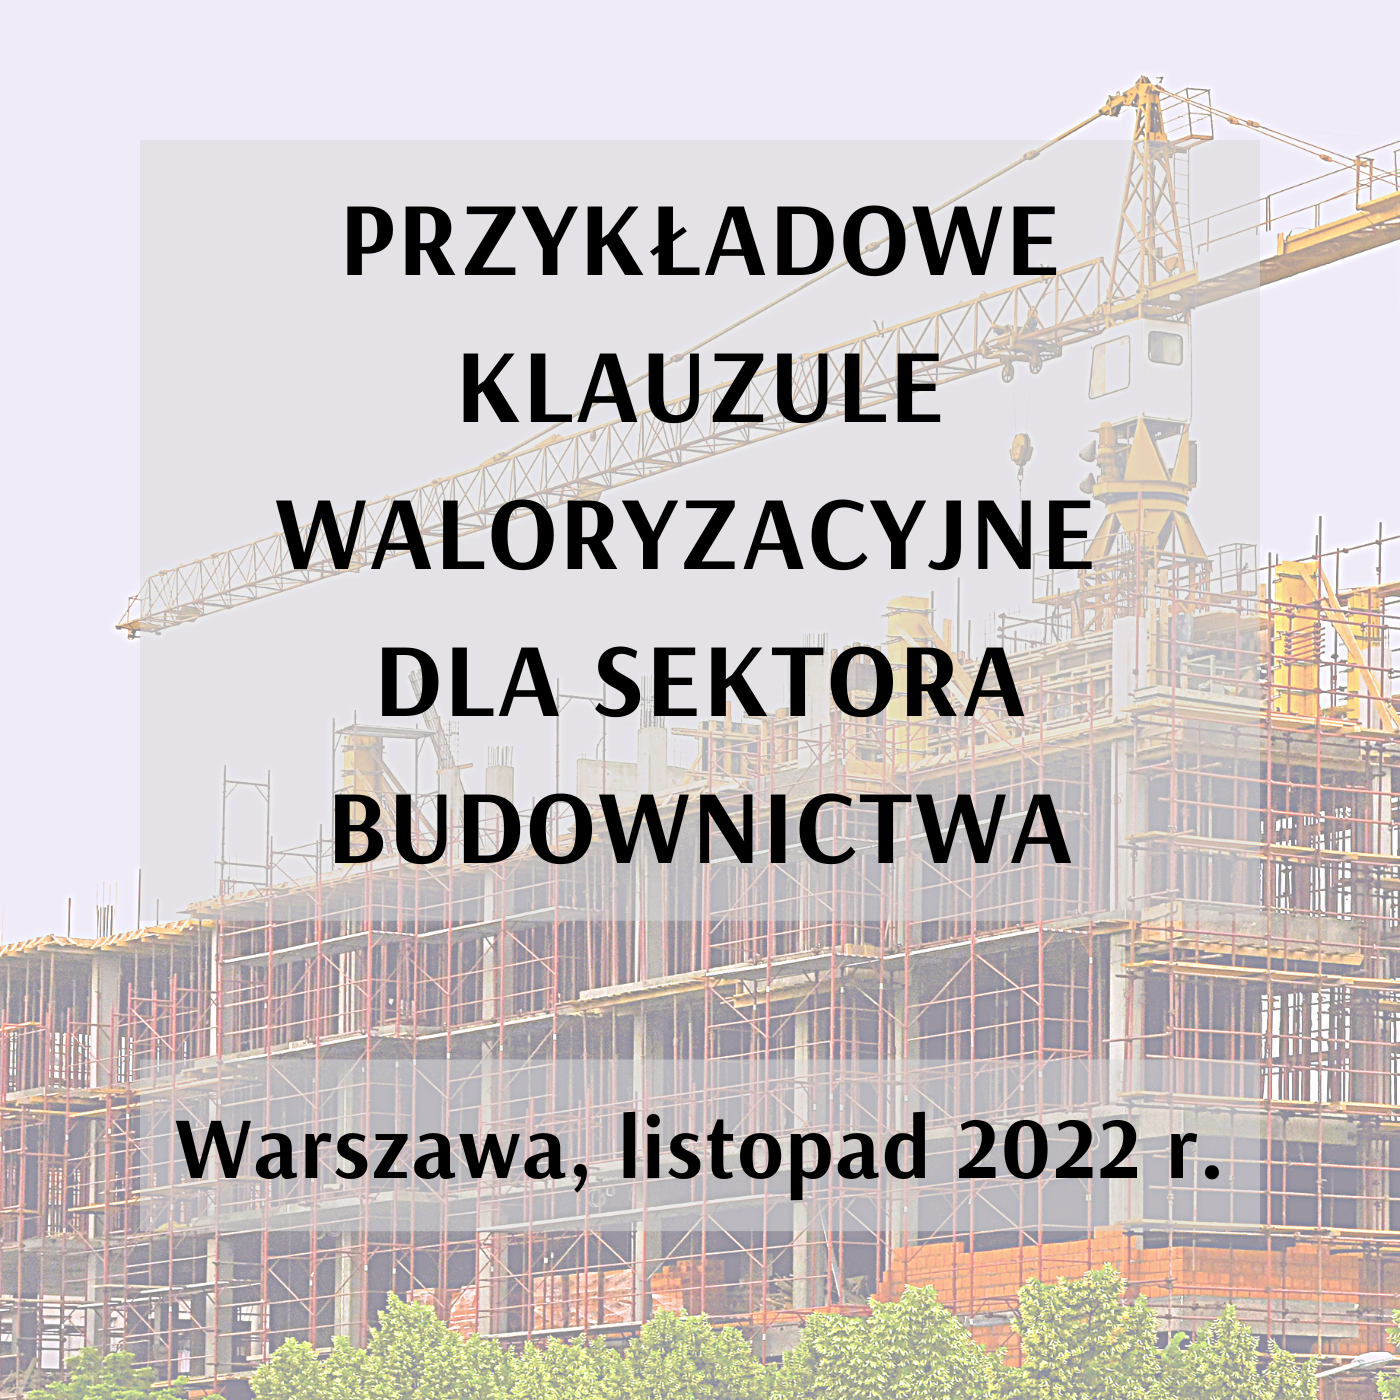 PRZYKŁADOWE
KLAUZULE
WALORYZACYJNE
DLA SEKTORA
BUDOWNICTWA
Warszawa, listopad 2022 r.